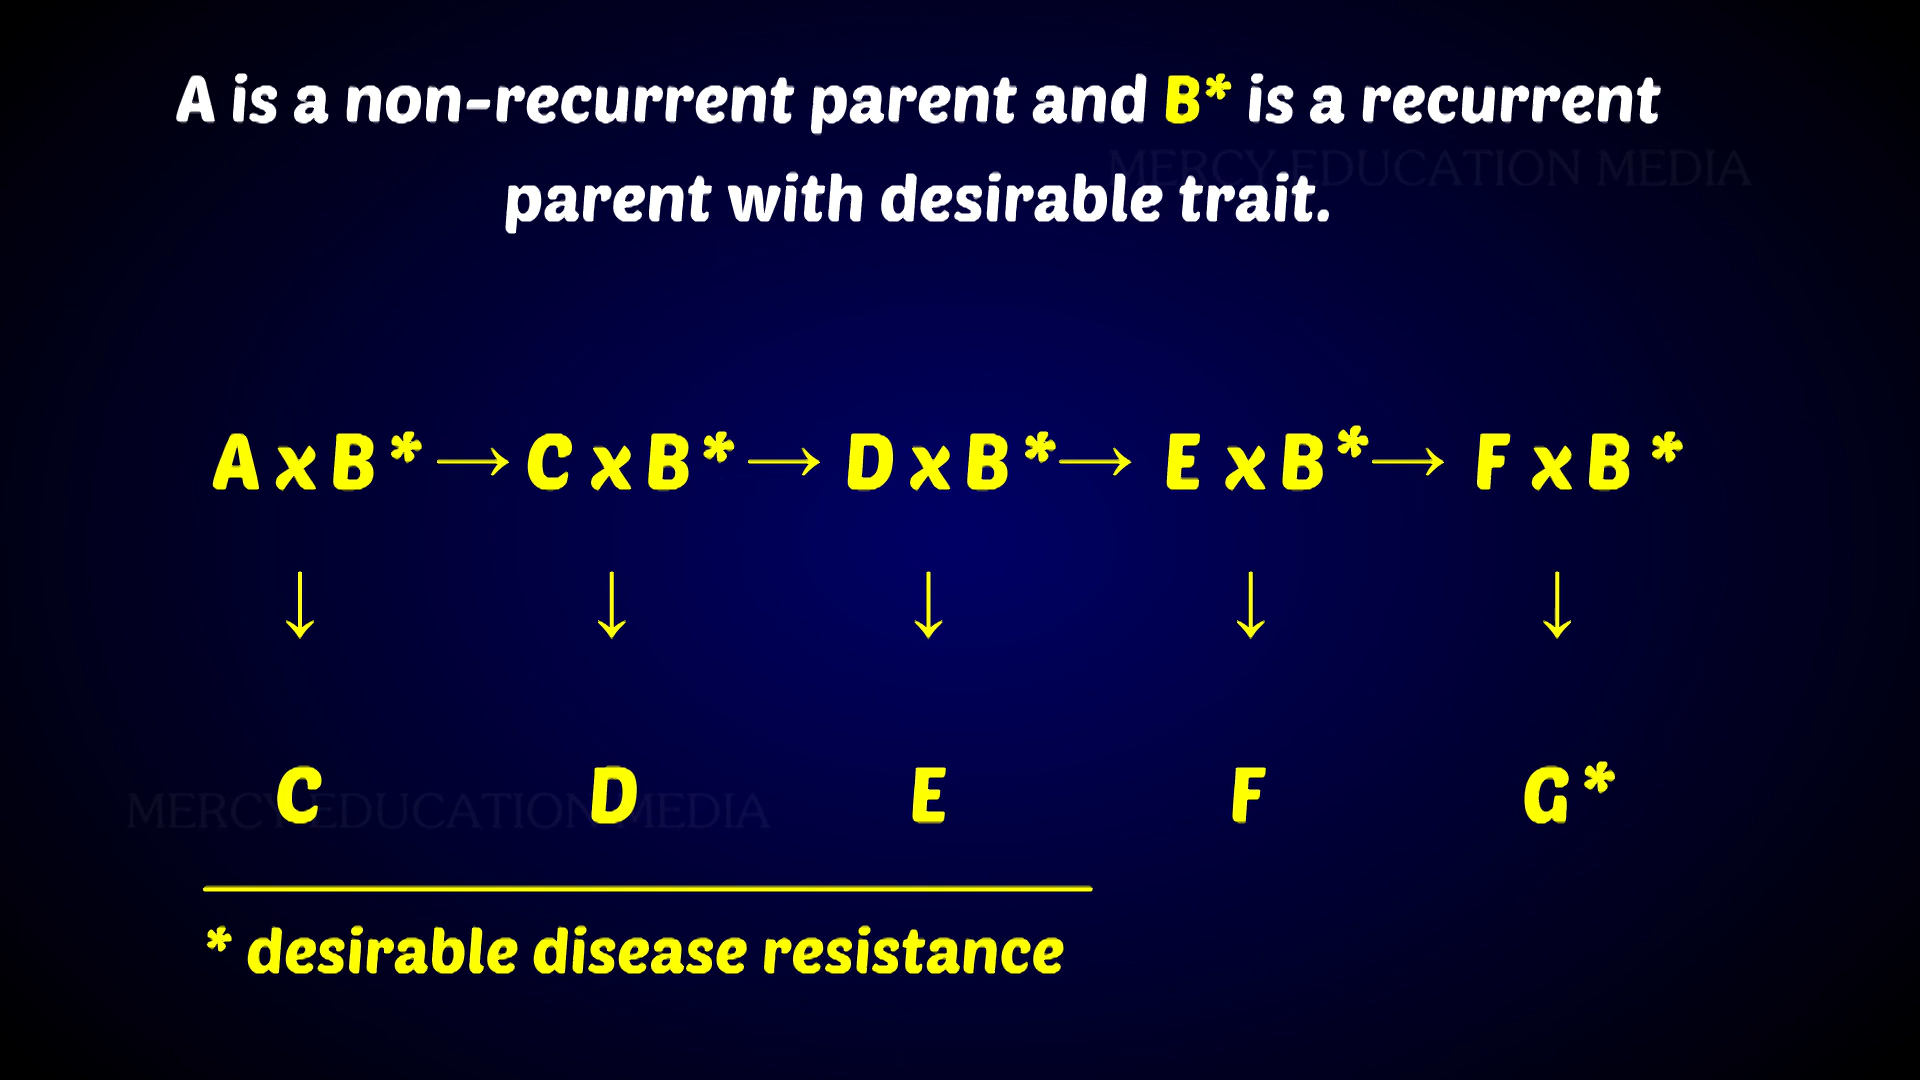 A is a non-recurrent parent and B* is a recurrent
MERCY EDUCATION MEDIA
parent with desirable trait.
A x B* → C x B* → D x B* → E x B* → F x B *
↓ ↓ ↓ ↓ ↓
C D E F G*
MERCY EDUCATION MEDIA
* desirable disease resistance